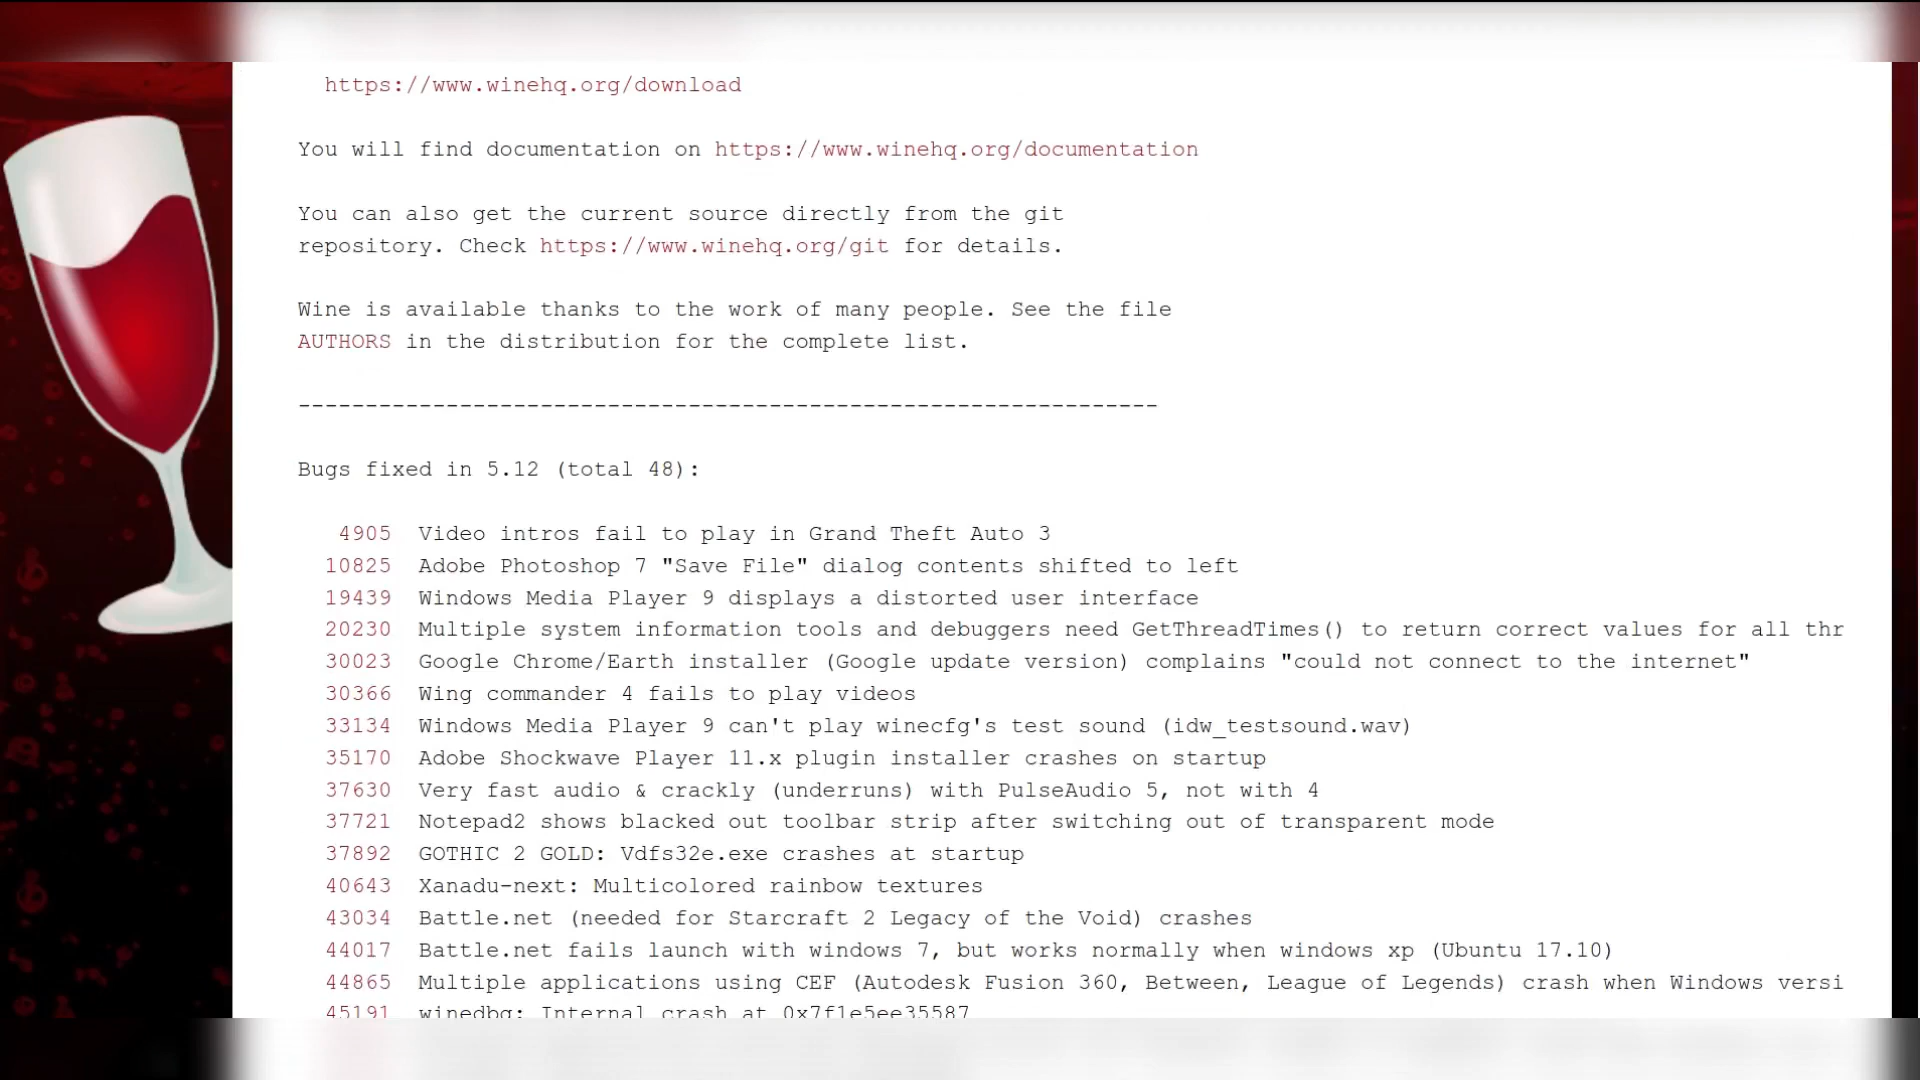 https://www.winehq.org/download
You will find documentation on https://www.winehq.org/documentation
You can also get the current source directly from the git
repository. Check https://www.winehq.org/git for details.
Wine is available thanks to the work of many people. See the file
AUTHORS in the distribution for the complete list.
----------------------------------------------------------------
Bugs fixed in 5.12 (total 48):
4905 Video intros fail to play in Grand Theft Auto 3
10825 Adobe Photoshop 7 "Save File" dialog contents shifted to left
19439 Windows Media Player 9 displays a distorted user interface
20230 Multiple system information tools and debuggers need GetThreadTimes() to return correct values for all thr
30023 Google Chrome/Earth installer (Google update version) complains "could not connect to the internet"
30366 Wing commander 4 fails to play videos
33134 Windows Media Player 9 can't play winecfg's test sound (idw_testsound.wav)
35170 Adobe Shockwave Player 11.x plugin installer crashes on startup
37630 Very fast audio & crackly (underruns) with PulseAudio 5, not with 4
37721 Notepad2 shows blacked out toolbar strip after switching out of transparent mode
37892 GOTHIC 2 GOLD: Vdfs32e.exe crashes at startup
40643 Xanadu-next: Multicolored rainbow textures
43034 Battle.net (needed for Starcraft 2 Legacy of the Void) crashes
44017 Battle.net fails launch with windows 7, but works normally when windows xp (Ubuntu 17.10)
44865 Multiple applications using CEF (Autodesk Fusion 360, Between, League of Legends) crash when Windows versi
45191 winedbg: Internal crash at 0x7f1e5ee35587